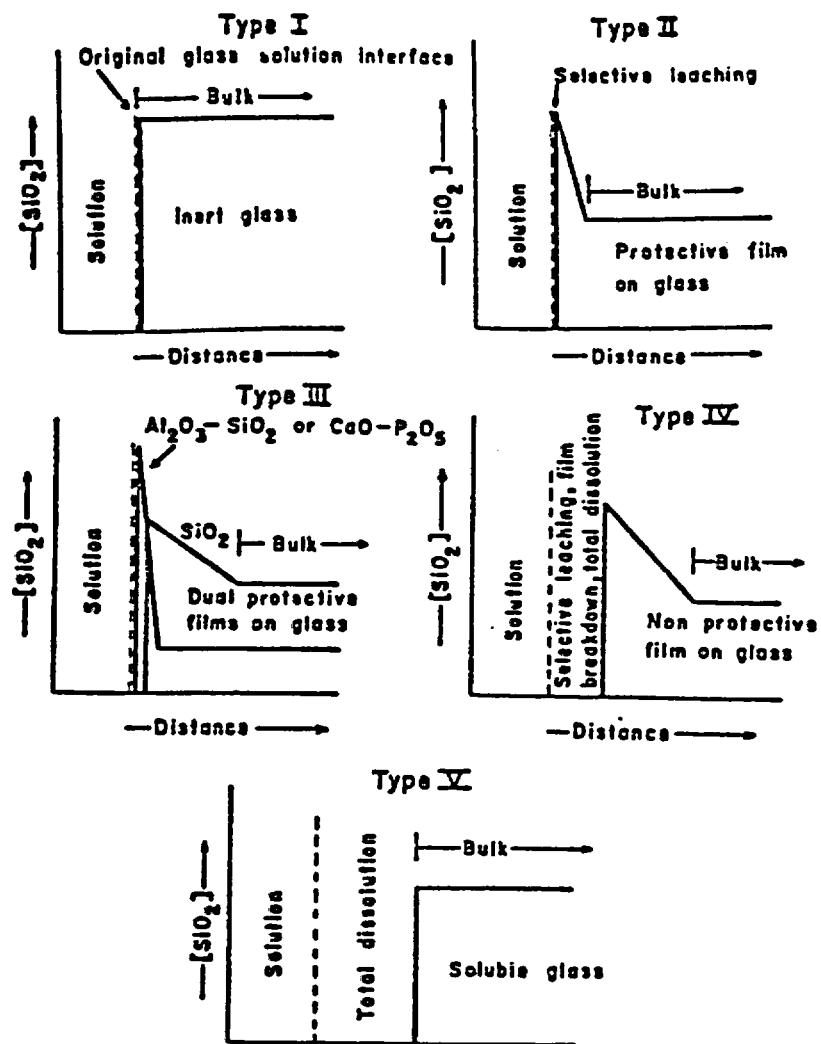 Type I
Original glass solution interface
Bulk
[SiO2]
Solution
Inert glass
Distance
Type II
Selective leaching
Bulk
[SiO2]
Solution
Protective film
on glass
Distance
Type III
Al2O3–SiO2 or CaO–P2O5
SiO2
Bulk
[SiO2]
Solution
Dual protective
films on glass
Distance
Type IV
Selective leaching, film
breakdown, total dissolution
Bulk
[SiO2]
Solution
Non protective
film on glass
Distance
Type V
Bulk
[SiO2]
Solution
Total dissolution
Soluble glass